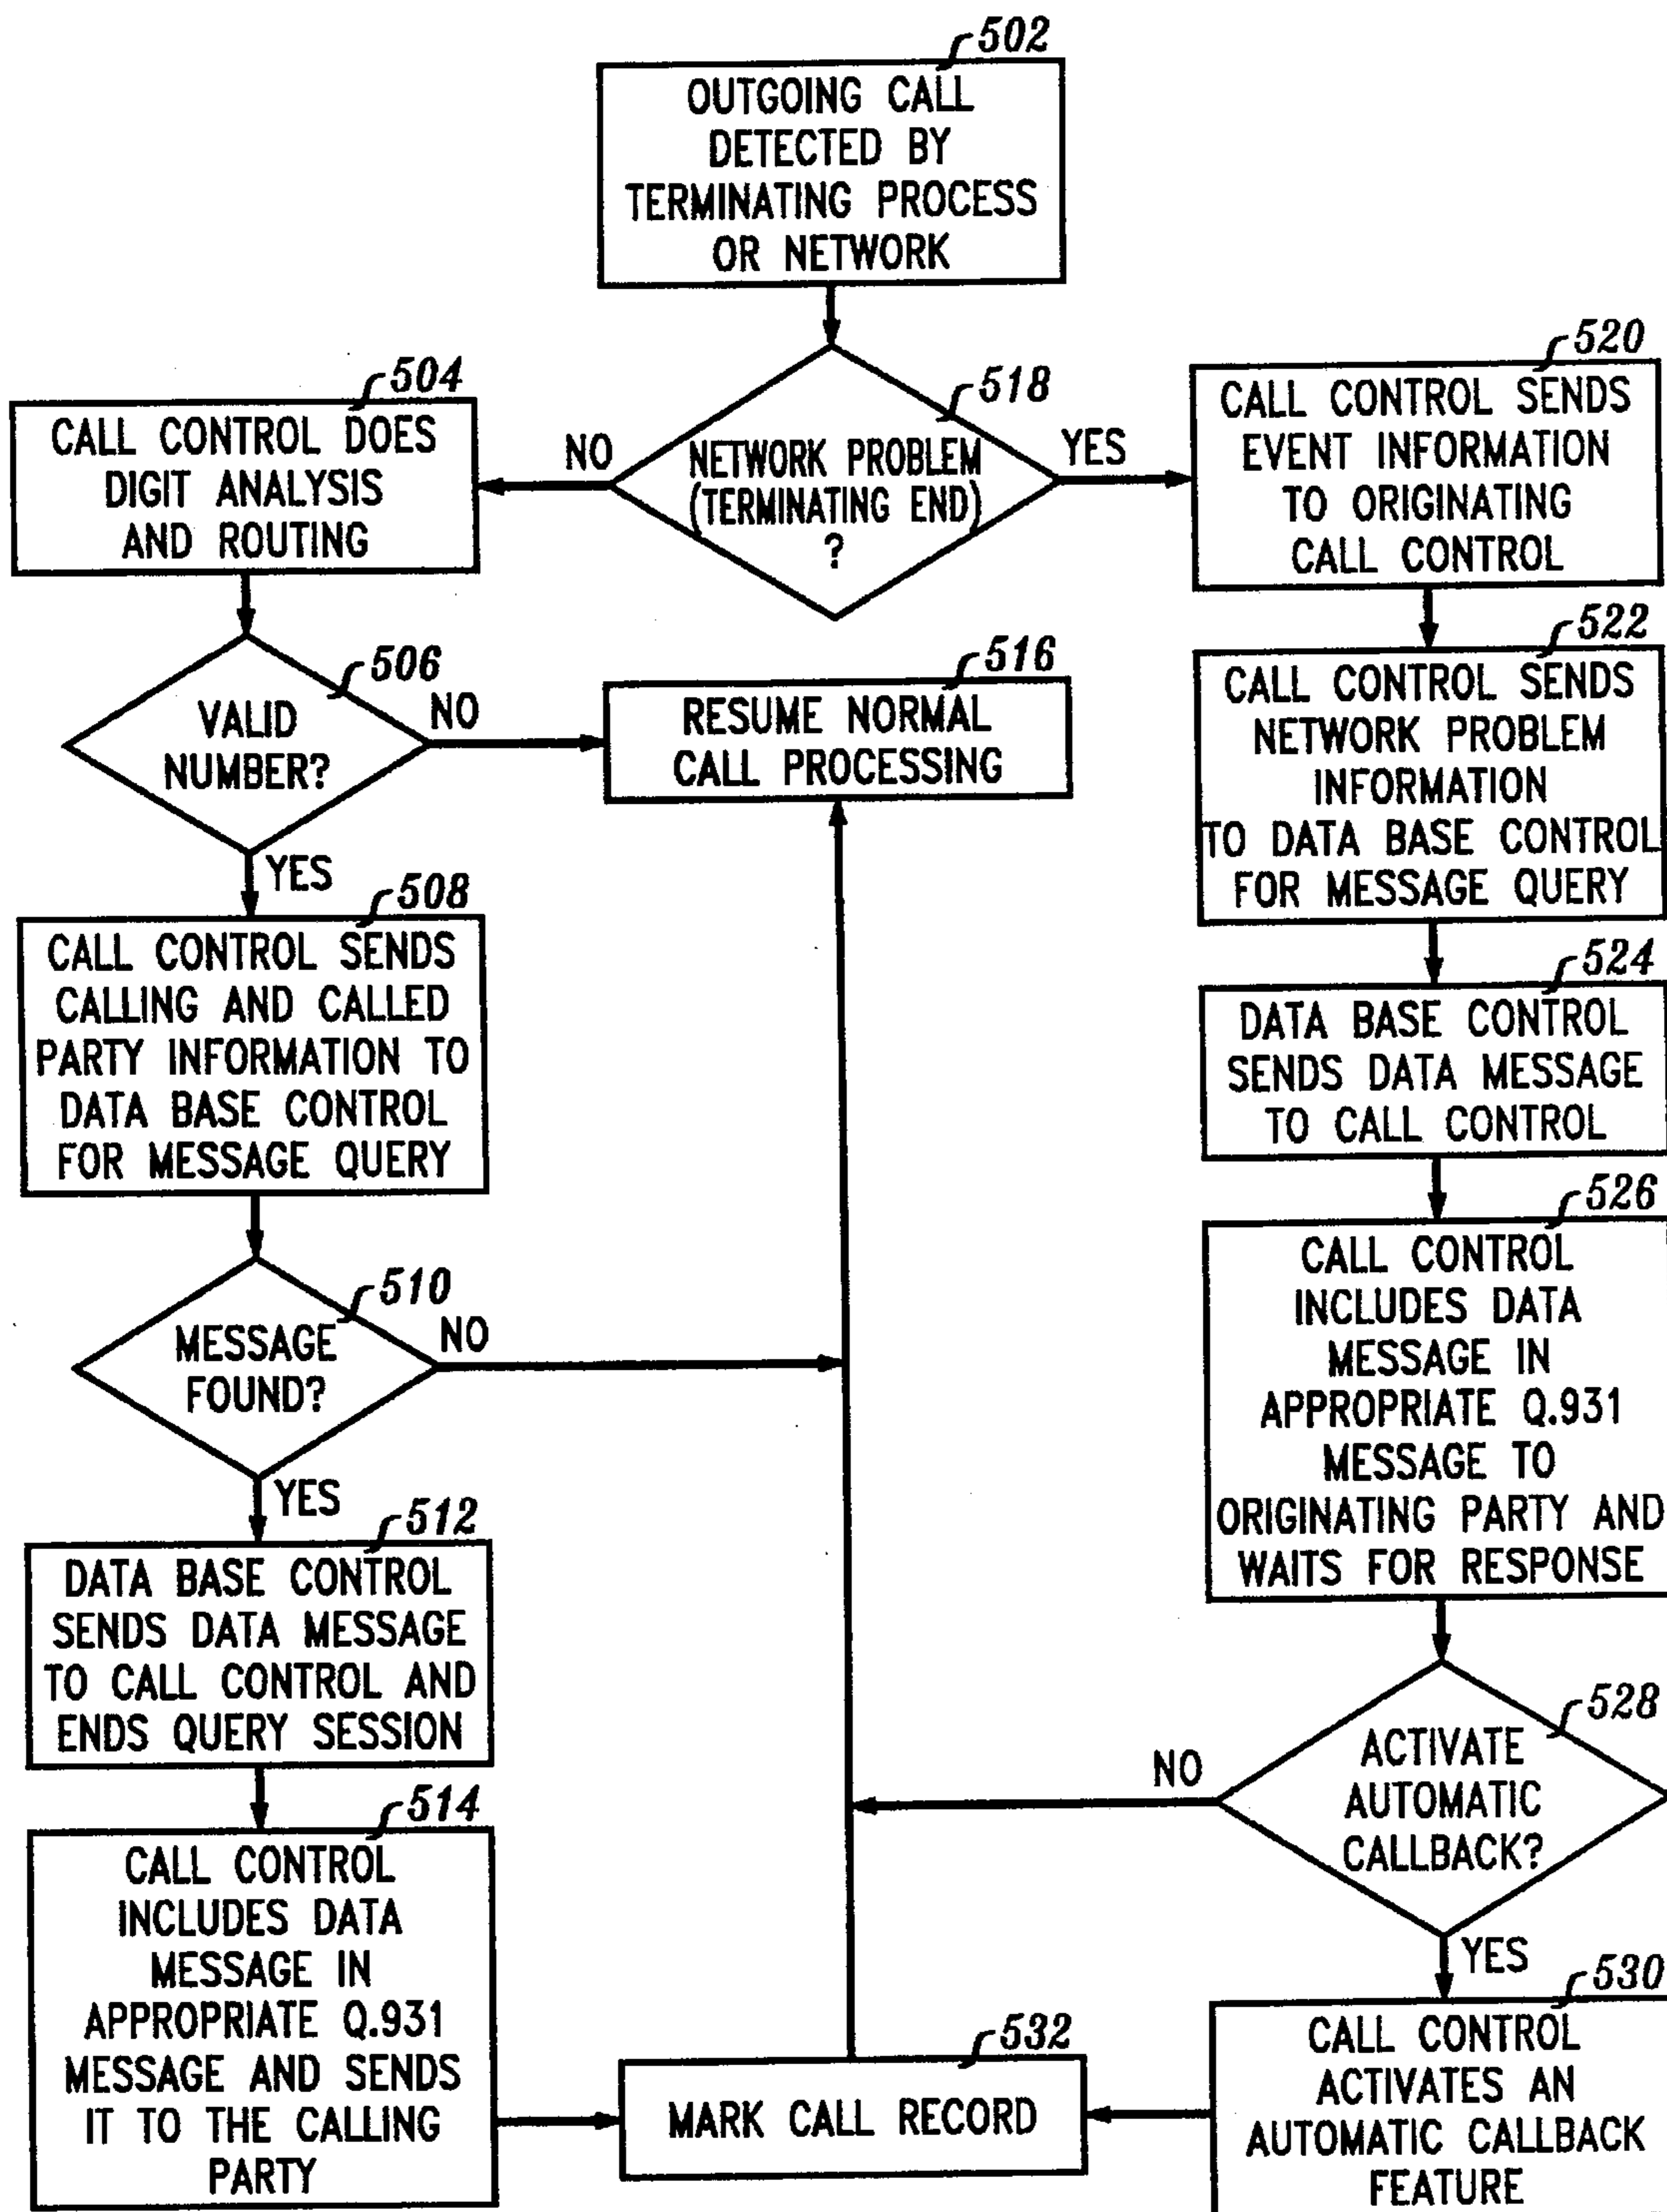 502
OUTGOING CALL
DETECTED BY
TERMINATING PROCESS
OR NETWORK
518
NETWORK PROBLEM
(TERMINATING END)
?
NO
YES
504
CALL CONTROL DOES
DIGIT ANALYSIS
AND ROUTING
506
VALID
NUMBER?
NO
YES
516
RESUME NORMAL
CALL PROCESSING
508
CALL CONTROL SENDS
CALLING AND CALLED
PARTY INFORMATION TO
DATA BASE CONTROL
FOR MESSAGE QUERY
510
MESSAGE
FOUND?
NO
YES
512
DATA BASE CONTROL
SENDS DATA MESSAGE
TO CALL CONTROL AND
ENDS QUERY SESSION
514
CALL CONTROL
INCLUDES DATA
MESSAGE IN
APPROPRIATE Q.931
MESSAGE AND SENDS
IT TO THE CALLING
PARTY
520
CALL CONTROL SENDS
EVENT INFORMATION
TO ORIGINATING
CALL CONTROL
522
CALL CONTROL SENDS
NETWORK PROBLEM
INFORMATION
TO DATA BASE CONTROL
FOR MESSAGE QUERY
524
DATA BASE CONTROL
SENDS DATA MESSAGE
TO CALL CONTROL
526
CALL CONTROL
INCLUDES DATA
MESSAGE IN
APPROPRIATE Q.931
MESSAGE TO
ORIGINATING PARTY AND
WAITS FOR RESPONSE
528
ACTIVATE
AUTOMATIC
CALLBACK?
NO
YES
530
CALL CONTROL
ACTIVATES AN
AUTOMATIC CALLBACK
FEATURE
532
MARK CALL RECORD